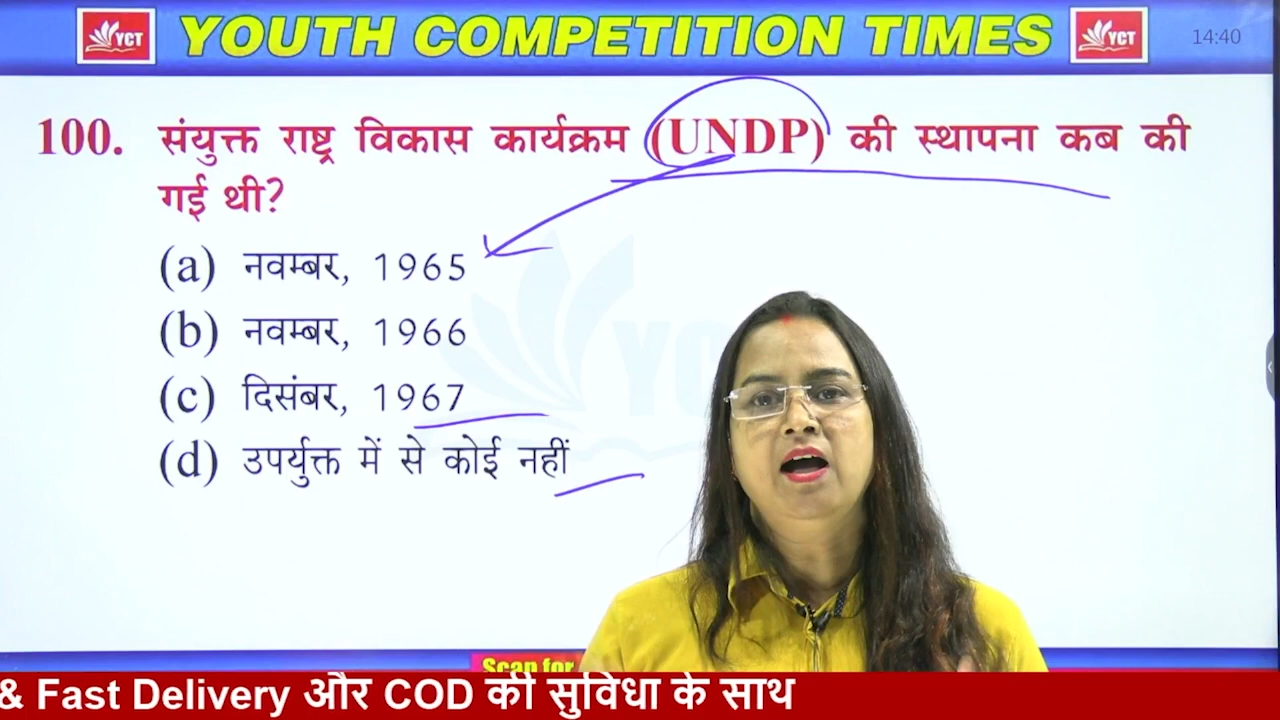 YCT YOUTH COMPETITION TIMES YCT 14:40
100. संयुक्त राष्ट्र विकास कार्यक्रम (UNDP) की स्थापना कब की
गई थी?
(a) नवम्बर, 1965
(b) नवम्बर, 1966
(c) दिसंबर, 1967
(d) उपर्युक्त में से कोई नहीं
YCT
Scan for
& Fast Delivery और COD की सुविधा के साथ